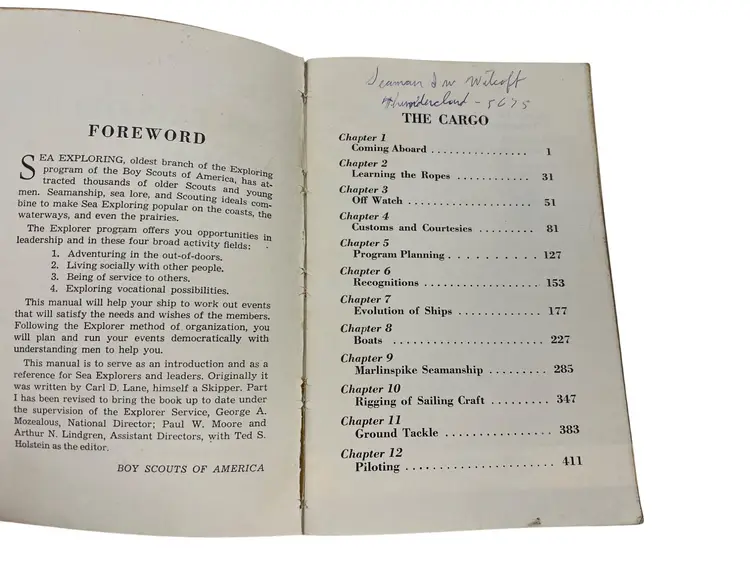 FOREWORD
SEA EXPLORING, oldest branch of the Exploring
program of the Boy Scouts of America, has at-
tracted thousands of older Scouts and young
men. Seamanship, sea lore, and Scouting ideals com-
bine to make Sea Exploring popular on the coasts, the
waterways, and even the prairies.
The Explorer program offers you opportunities in
leadership and in these four broad activity fields:
1. Adventuring in the out-of-doors.
2. Living socially with other people.
3. Being of service to others.
4. Exploring vocational possibilities.
This manual will help your ship to work out events
that will satisfy the needs and wishes of the members.
Following the Explorer method of organization, you
will plan and run your events democratically with
understanding men to help you.
This manual is to serve as an introduction and as a
reference for Sea Explorers and leaders. Originally it
was written by Carl D. Lane, himself a Skipper. Part
I has been revised to bring the book up to date under
the supervision of the Explorer Service, George A.
Mozealous, National Director; Paul W. Moore and
Arthur N. Lindgren, Assistant Directors, with Ted S.
Holstein as the editor.
BOY SCOUTS OF AMERICA
Seaman
- 5675
THE CARGO
Chapter 1
Coming Aboard . . . . . . . . . . . . . . . . 1
Chapter 2
Learning the Ropes . . . . . . . . . . . . 31
Chapter 3
Off Watch . . . . . . . . . . . . . . . . . . . . 51
Chapter 4
Customs and Courtesies . . . . . . . . 81
Chapter 5
Program Planning . . . . . . . . . . 127
Chapter 6
Recognitions . . . . . . . . . . . . . . . . . 153
Chapter 7
Evolution of Ships . . . . . . . . . . . . . 177
Chapter 8
Boats . . . . . . . . . . . . . . . . . . . . . 227
Chapter 9
Marlinspike Seamanship . . . . . . . . . 285
Chapter 10
Rigging of Sailing Craft . . . . . . . . . 347
Chapter 11
Ground Tackle . . . . . . . . . . . . . . . . 383
Chapter 12
Piloting . . . . . . . . . . . . . . . . . . . . . . 411